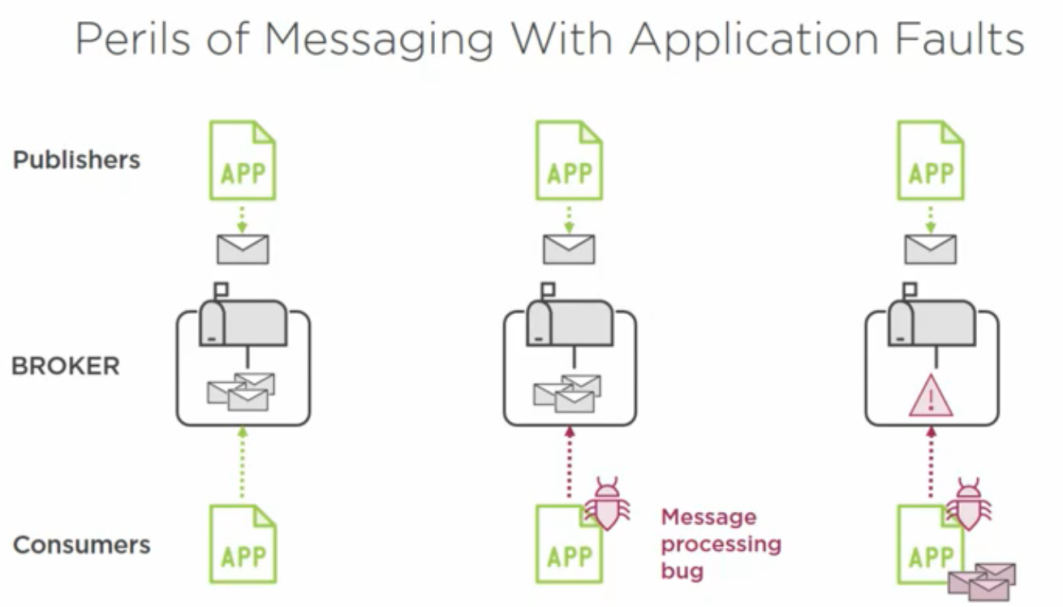 Perils of Messaging With Application Faults
Publishers
APP
APP
APP
BROKER
Consumers
APP
APP
Message
processing
bug
APP